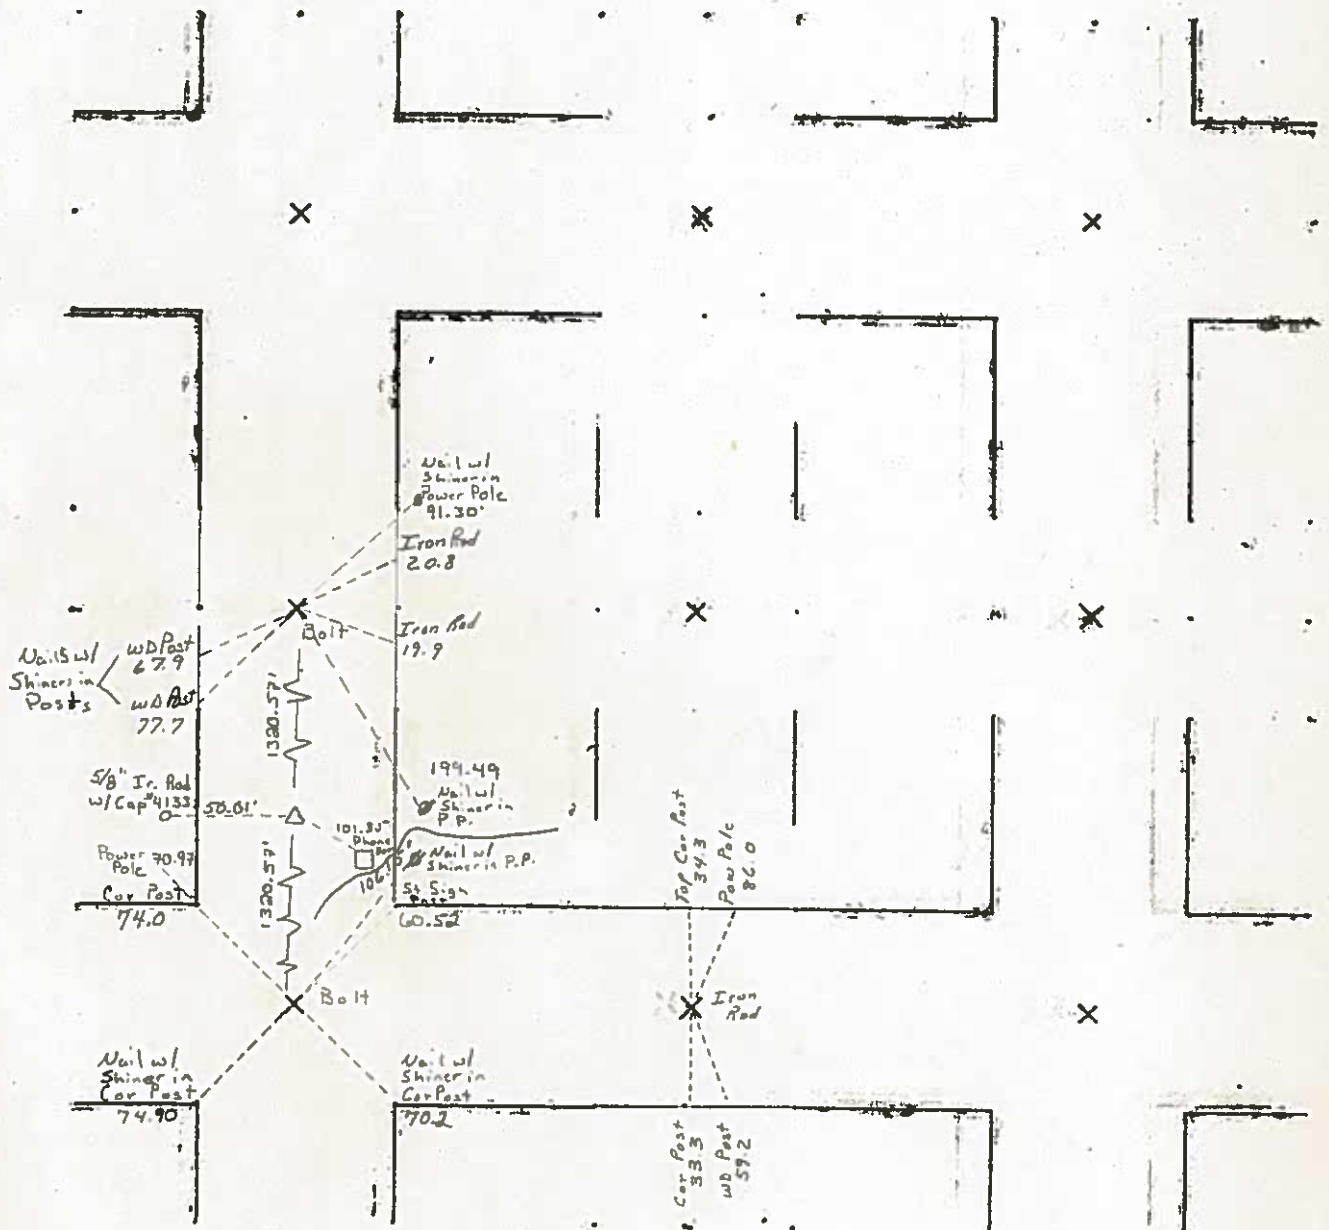 Nail w/
Shiner in
Power Pole
91.30'
Iron Rod
20.8
Bolt
Iron Rod
19.9
Nails w/
Shiners in
Posts
WD Post
67.9
WD Post
77.7
1320.57'
5/8" Ir. Rod
w/ Cap #4133
50.01'
199.49
Nail w/
Shiner in
P.P.
Phone
Nail w/
Shiner in P.P.
106.
Power
Pole
70.97
Cor Post
74.0
1320.57'
St. Sign
60.52
Top Cor Post
34.3
Pow Pole
86.0
Bolt
Iron
Rod
Nail w/
Shiner in
Cor Post
74.90
Nail w/
Shiner in
Cor Post
70.2
Cor Post
33.3
WD Post
59.2